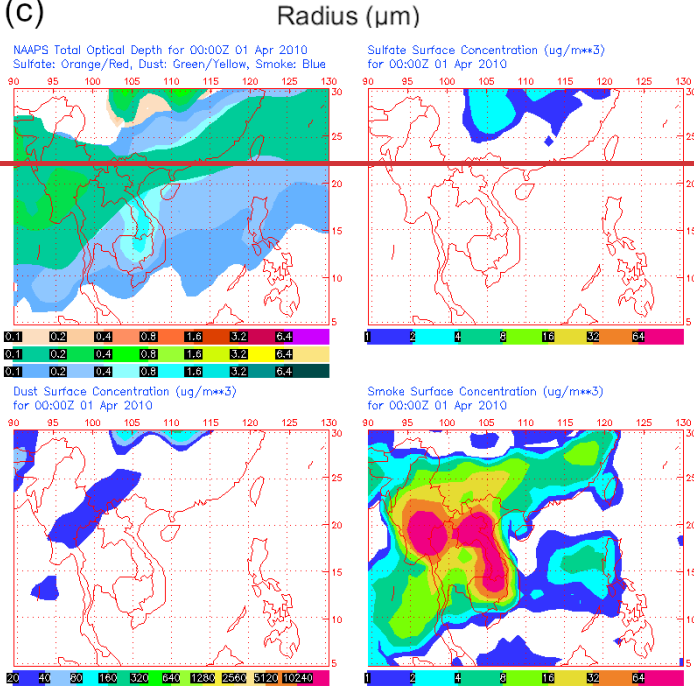 (c)
Radius (µm)
NAAPS Total Optical Depth for 00:00Z 01 Apr 2010
Sulfate: Orange/Red, Dust: Green/Yellow, Smoke: Blue
90 95 100 105 110 115 120 125 130
30
25
20
15
10
5
0.1 0.2 0.4 0.8 1.6 3.2 6.4
0.1 0.2 0.4 0.8 1.6 3.2 6.4
0.1 0.2 0.4 0.8 1.6 3.2 6.4
Sulfate Surface Concentration (ug/m**3)
for 00:00Z 01 Apr 2010
90 95 100 105 110 115 120 125 130
30
25
20
15
10
5
1 2 4 8 16 32 64
Dust Surface Concentration (ug/m**3)
for 00:00Z 01 Apr 2010
90 95 100 105 110 115 120 125 130
30
25
20
15
10
5
20 40 80 160 320 640 1280 2560 5120 10240
Smoke Surface Concentration (ug/m**3)
for 00:00Z 01 Apr 2010
90 95 100 105 110 115 120 125 130
30
25
20
15
10
5
1 2 4 8 16 32 64